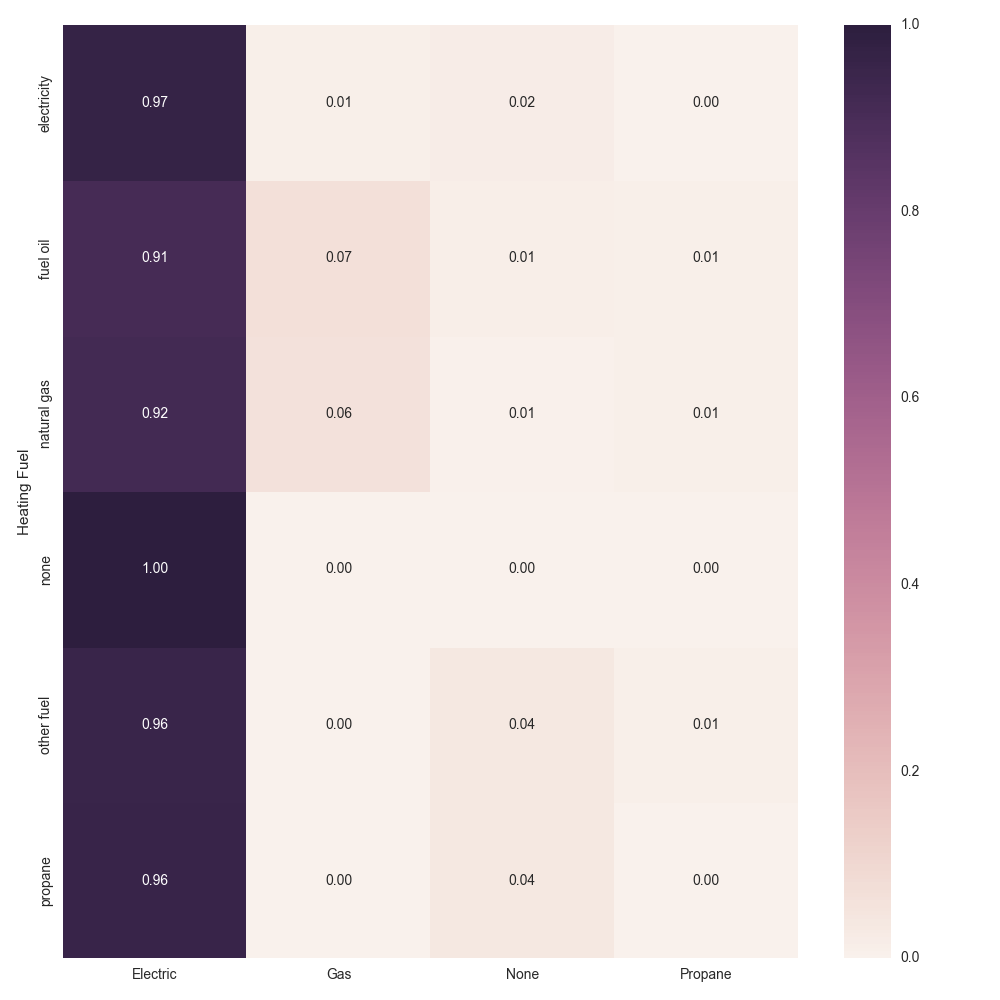 Heating Fuel
electricity
0.97 0.01 0.02 0.00
fuel oil
0.91 0.07 0.01 0.01
natural gas
0.92 0.06 0.01 0.01
none
1.00 0.00 0.00 0.00
other fuel
0.96 0.00 0.04 0.01
propane
0.96 0.00 0.04 0.00
Electric Gas None Propane
1.0
0.8
0.6
0.4
0.2
0.0